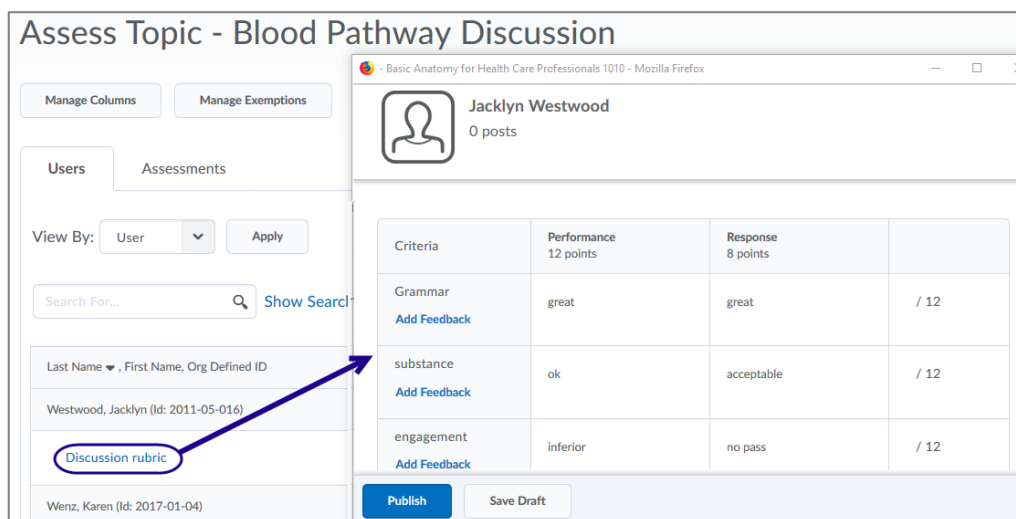 Assess Topic - Blood Pathway Discussion
Manage Columns
Manage Exemptions
Users
Assessments
View By:
User
Apply
Search For...
Show Search
Last Name , First Name, Org Defined ID
Westwood, Jacklyn (Id: 2011-05-016)
Discussion rubric
Wenz, Karen (Id: 2017-01-04)
- Basic Anatomy for Health Care Professionals 1010 - Mozilla Firefox
Jacklyn Westwood
0 posts
Criteria
Performance
12 points
Response
8 points
Grammar
Add Feedback
great
great
/ 12
substance
Add Feedback
ok
acceptable
/ 12
engagement
Add Feedback
inferior
no pass
/ 12
Publish
Save Draft